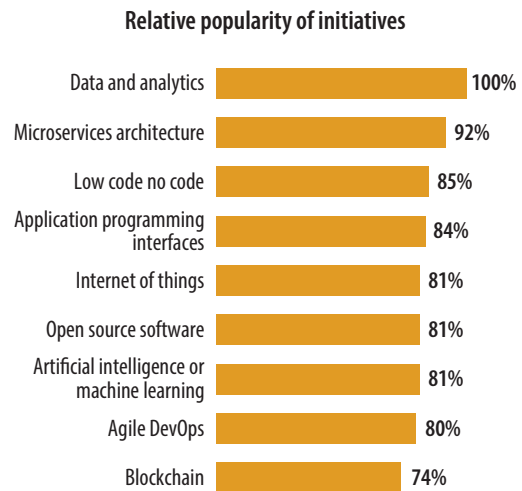 Relative popularity of initiatives
Data and analytics 100%
Microservices architecture 92%
Low code no code 85%
Application programming
interfaces 84%
Internet of things 81%
Open source software 81%
Artificial intelligence or
machine learning 81%
Agile DevOps 80%
Blockchain 74%